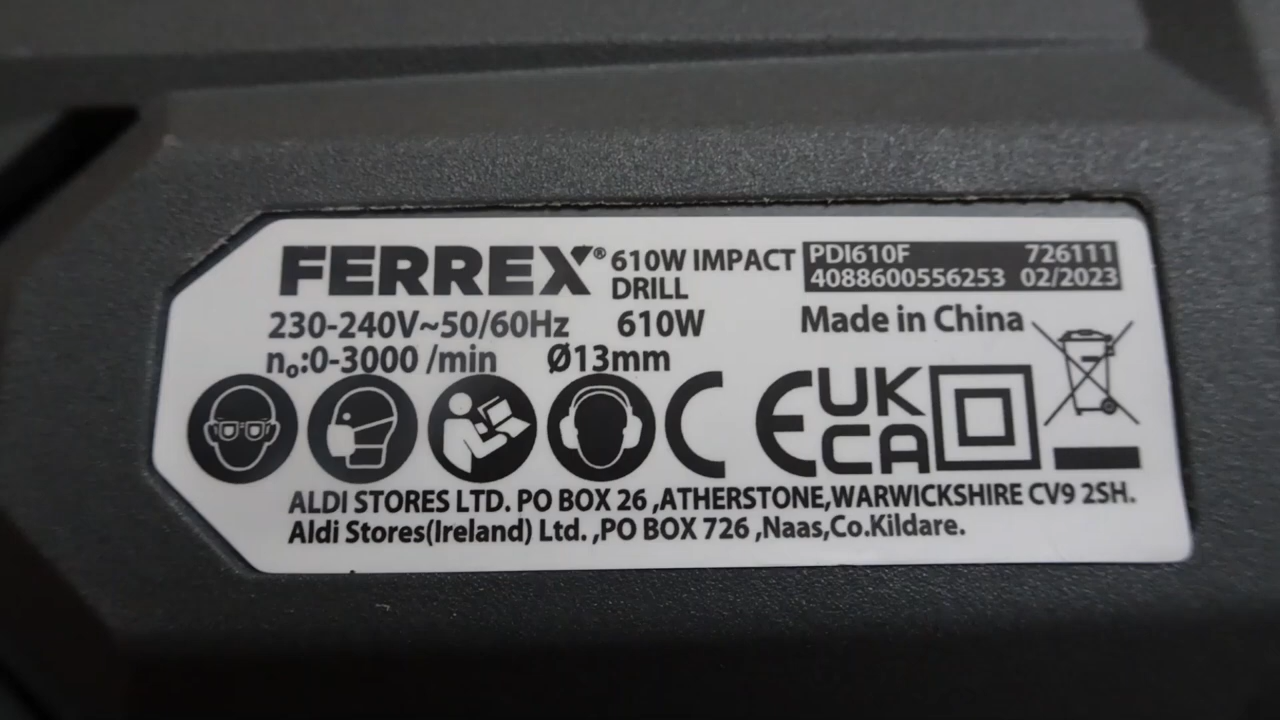 FERREX® 610W IMPACT DRILL
PDI610F 726111
4088600556253 02/2023
230-240V~50/60Hz 610W
Made in China
n₀:0-3000 /min Ø13mm
CE UK CA
ALDI STORES LTD. PO BOX 26 ,ATHERSTONE,WARWICKSHIRE CV9 2SH.
Aldi Stores(Ireland) Ltd. ,PO BOX 726 ,Naas,Co.Kildare.